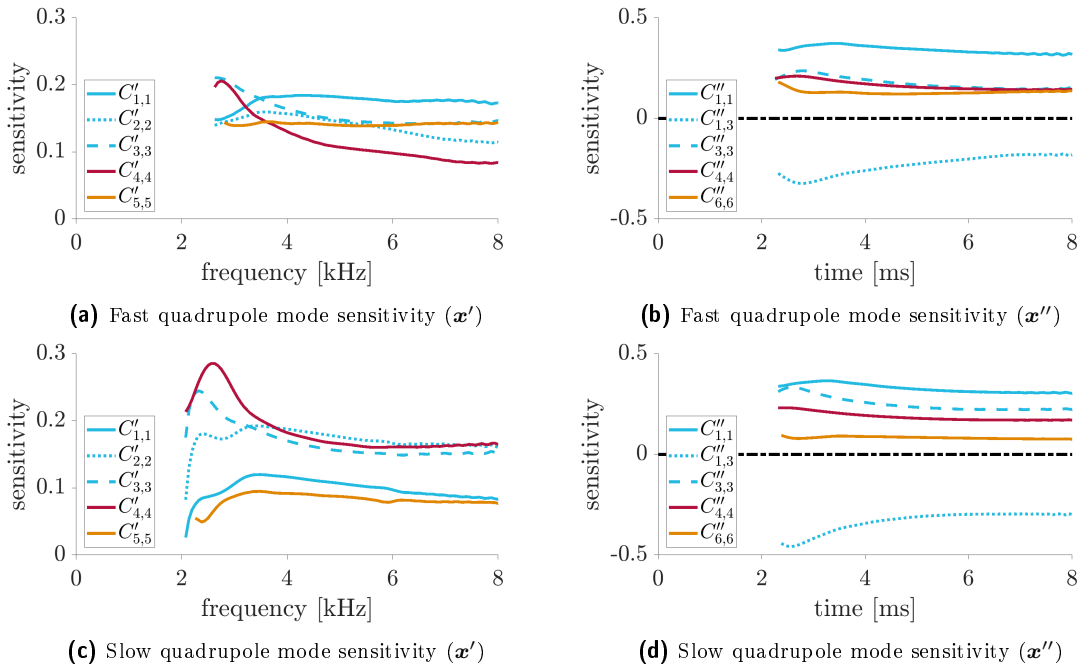 0.3
0.2
0.1
0
sensitivity
C′1,1
C′2,2
C′3,3
C′4,4
C′5,5
0 2 4 6 8
frequency [kHz]
(a) Fast quadrupole mode sensitivity (x′)
0.5
0
-0.5
sensitivity
C″1,1
C″1,3
C″3,3
C″4,4
C″6,6
0 2 4 6 8
time [ms]
(b) Fast quadrupole mode sensitivity (x″)
0.3
0.2
0.1
0
sensitivity
C′1,1
C′2,2
C′3,3
C′4,4
C′5,5
0 2 4 6 8
frequency [kHz]
(c) Slow quadrupole mode sensitivity (x′)
0.5
0
-0.5
sensitivity
C″1,1
C″1,3
C″3,3
C″4,4
C″6,6
0 2 4 6 8
time [ms]
(d) Slow quadrupole mode sensitivity (x″)